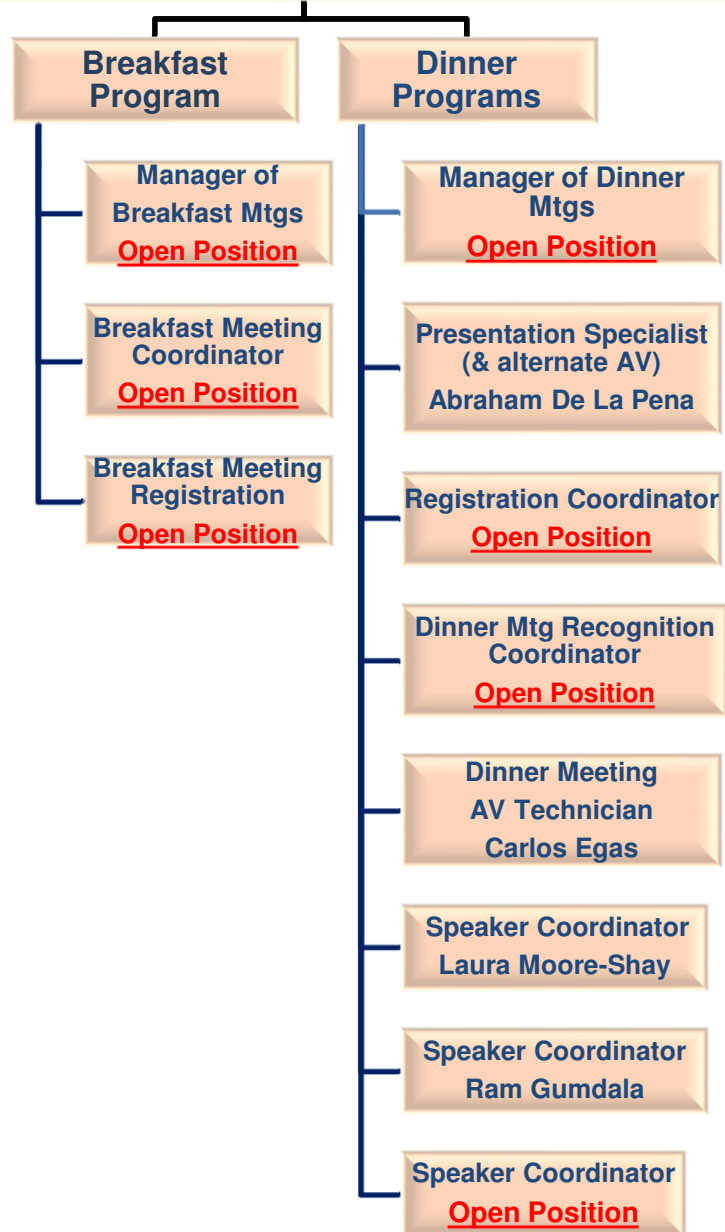 Breakfast
Program
Manager of
Breakfast Mtgs
Open Position
Breakfast Meeting
Coordinator
Open Position
Breakfast Meeting
Registration
Open Position
Dinner
Programs
Manager of Dinner
Mtgs
Open Position
Presentation Specialist
(& alternate AV)
Abraham De La Pena
Registration Coordinator
Open Position
Dinner Mtg Recognition
Coordinator
Open Position
Dinner Meeting
AV Technician
Carlos Egas
Speaker Coordinator
Laura Moore-Shay
Speaker Coordinator
Ram Gumdala
Speaker Coordinator
Open Position